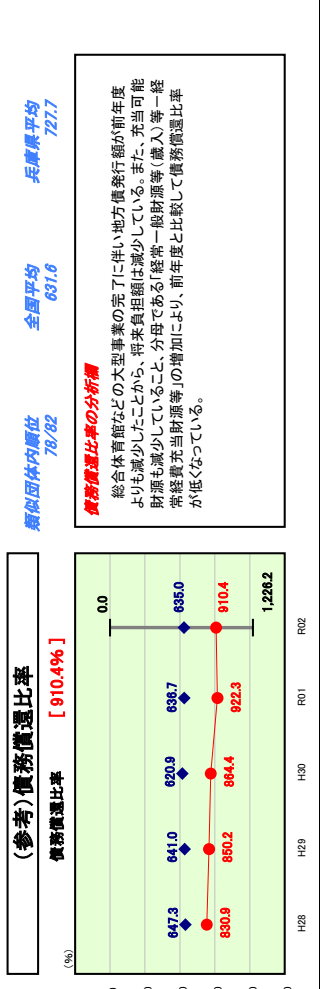 (参考)債務償還比率
債務償還比率
[ 910.4% ]
類似団体内順位
78/82
全国平均
631.6
兵庫県平均
727.7
(%)
0.0
647.3
641.0
620.9
636.7
635.0
830.9
850.2
864.4
922.3
910.4
1,226.2
H28
H29
H30
R01
R02
債務償還比率の分析欄
総合体育館などの大型事業の完了に伴い地方債発行額が前年度
よりも減少したことから、将来負担額は減少している。また、充当可能
財源も減少していること、分母である「経常一般財源等(歳入)等－経
常経費充当財源等」の増加により、前年度と比較して債務償還比率
が低くなっている。